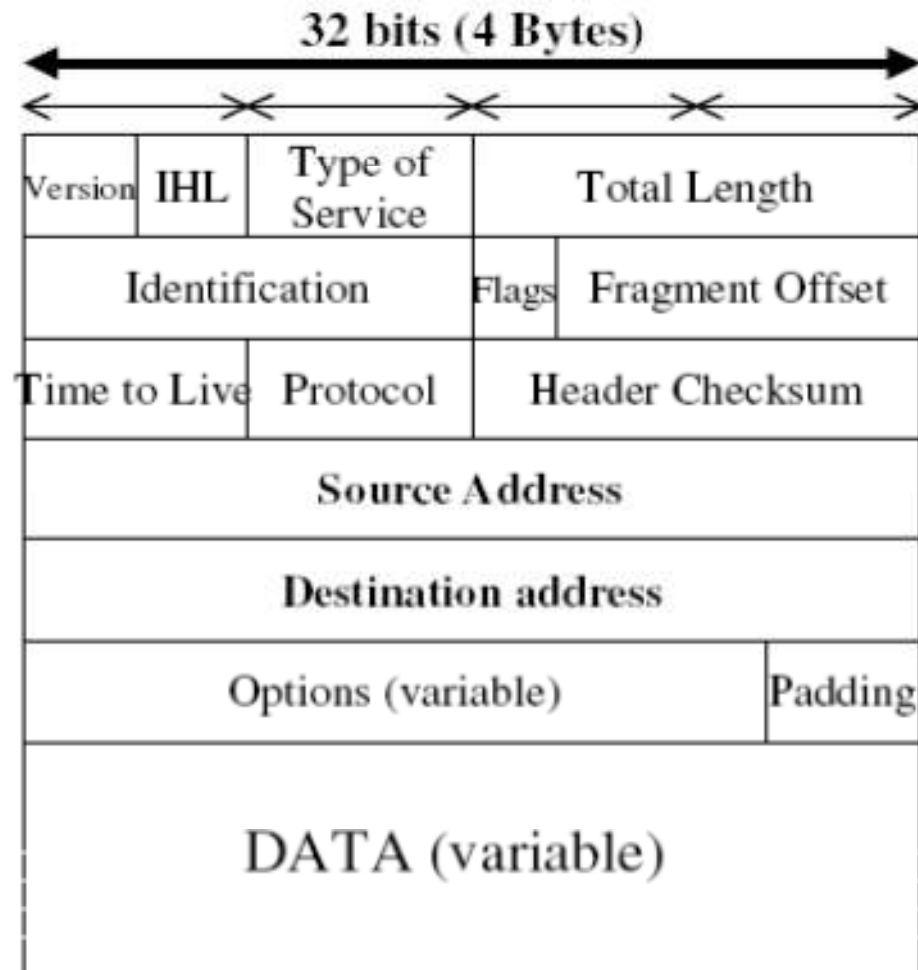 32 bits (4 Bytes)
Version IHL Type of Service Total Length
Identification Flags Fragment Offset
Time to Live Protocol Header Checksum
Source Address
Destination address
Options (variable) Padding
DATA (variable)